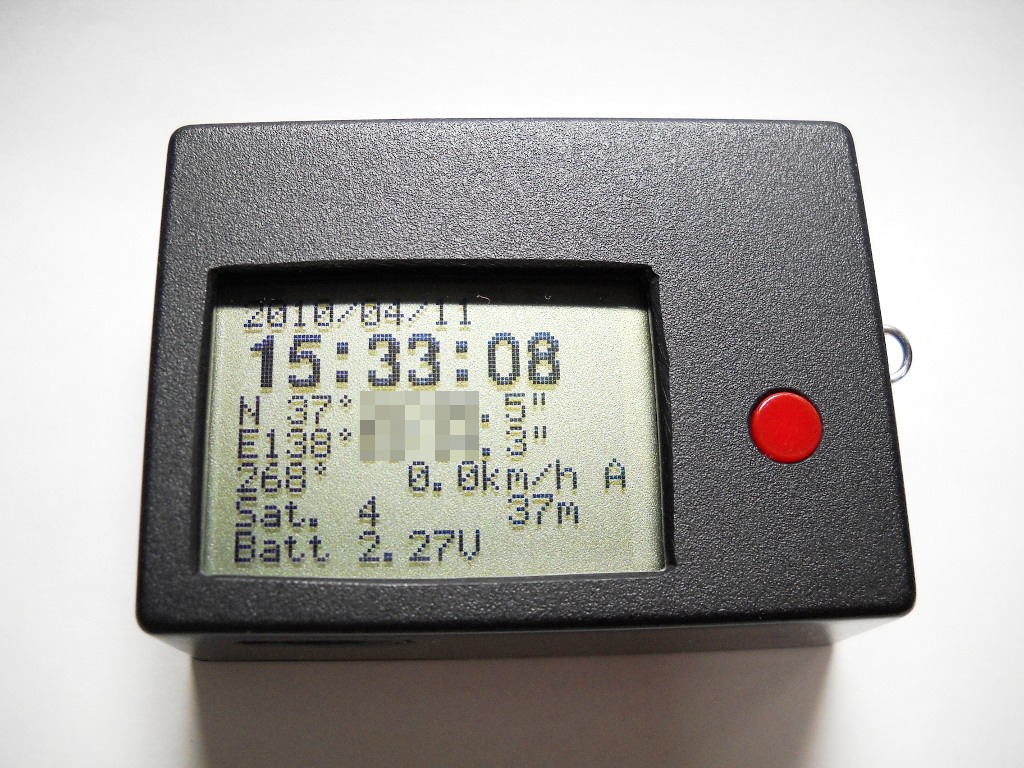 2010/04/11
15:33:08
N 37° .5"
E138° .3"
268° 0.0km/h A
Sat. 4 37m
Batt 2.27V